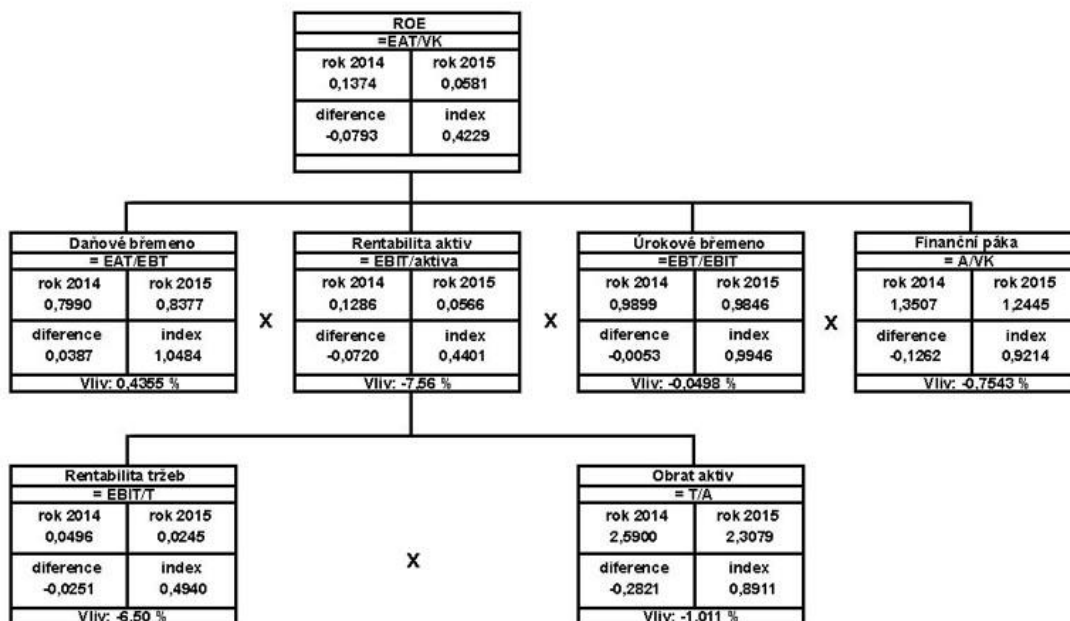 ROE
=EAT/VK
rok 2014 rok 2015
0,1374 0,0581
diference index
-0,0793 0,4229
Daňové břemeno
= EAT/EBT
rok 2014 rok 2015
0,7990 0,8377
diference index
0,0387 1,0484
Vliv: 0,4355 %
X
Rentabilita aktiv
= EBIT/aktiva
rok 2014 rok 2015
0,1286 0,0566
diference index
-0,0720 0,4401
Vliv: -7,56 %
X
Úrokové břemeno
=EBT/EBIT
rok 2014 rok 2015
0,9899 0,9846
diference index
-0,0053 0,9946
Vliv: -0,0498 %
X
Finanční páka
= A/VK
rok 2014 rok 2015
1,3507 1,2445
diference index
-0,1262 0,9214
Vliv: -0,7543 %
Rentabilita tržeb
= EBIT/T
rok 2014 rok 2015
0,0496 0,0245
diference index
-0,0251 0,4940
Vliv: -6,50 %
X
Obrat aktiv
= T/A
rok 2014 rok 2015
2,5900 2,3079
diference index
-0,2821 0,8911
Vliv: -1,011 %